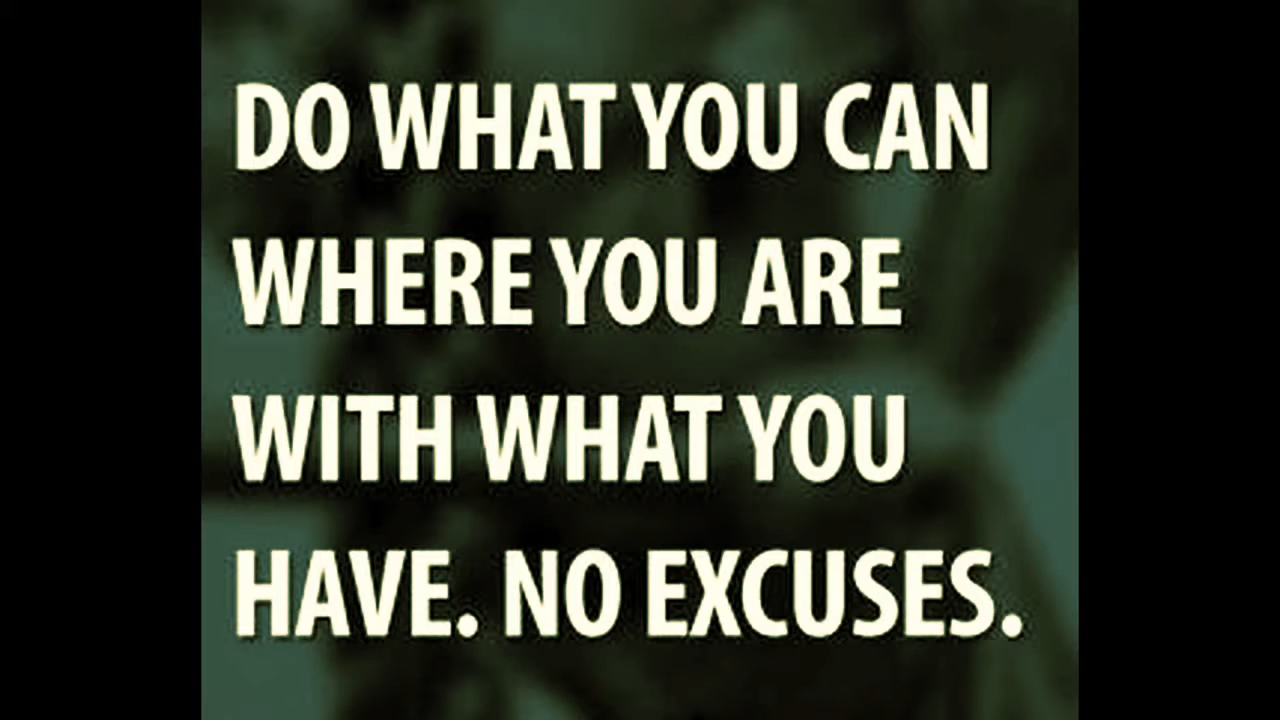 DO WHAT YOU CAN
WHERE YOU ARE
WITH WHAT YOU
HAVE. NO EXCUSES.